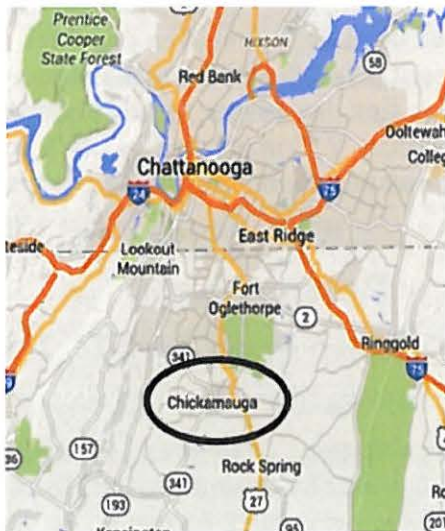 Prentice
Cooper
State Forest
HIXSON
58
Red Bank
Ooltewah
Colleg
Chattanooga
24
75
East Ridge
teside
Lookout
Mountain
Fort
Oglethorpe
2
Ringgold
341
75
Chickamauga
157
Rock Spring
36
341
193
27
95